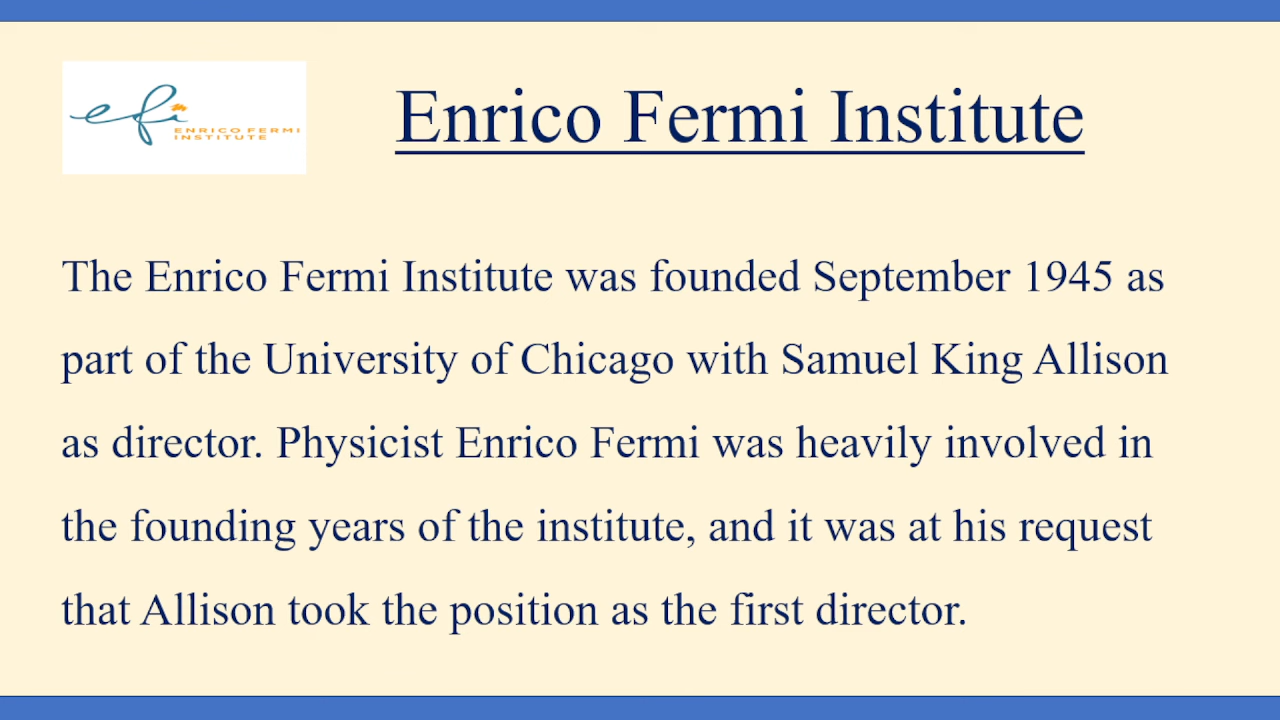 efi
ENRICO FERMI
INSTITUTE
Enrico Fermi Institute
The Enrico Fermi Institute was founded September 1945 as
part of the University of Chicago with Samuel King Allison
as director. Physicist Enrico Fermi was heavily involved in
the founding years of the institute, and it was at his request
that Allison took the position as the first director.